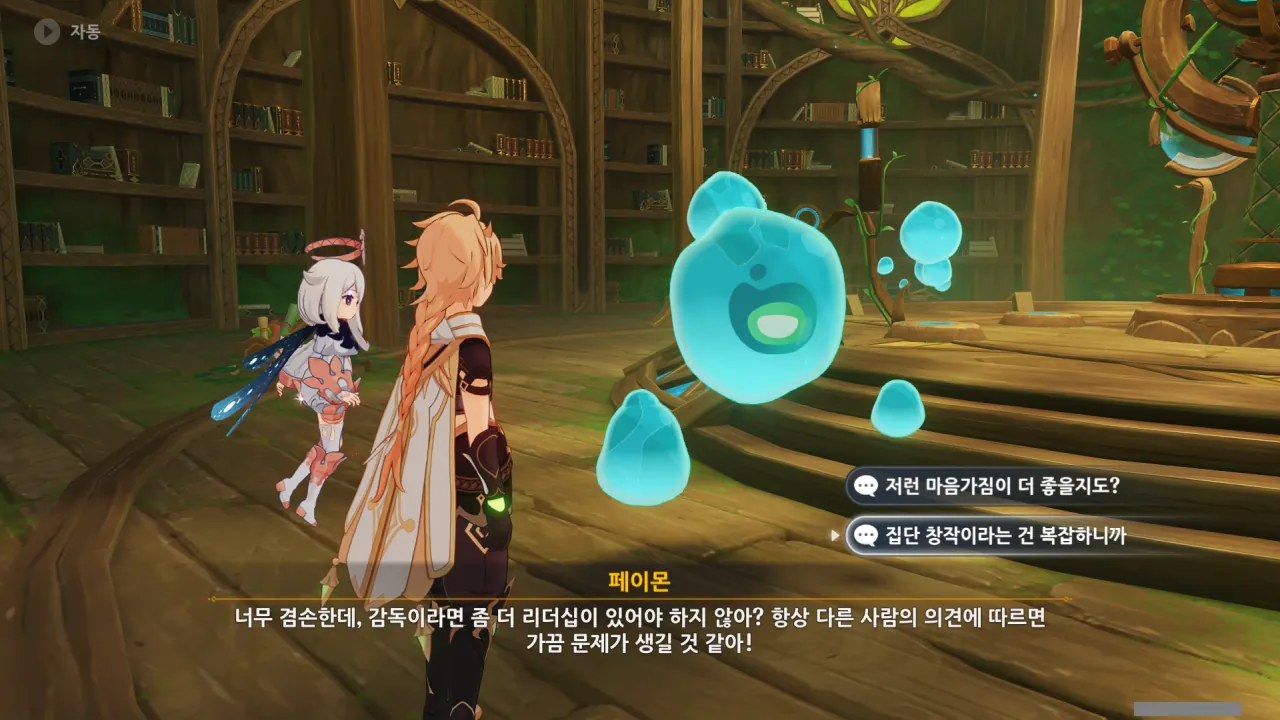 자동
저런 마음가짐이 더 좋을지도?
집단 창작이라는 건 복잡하니까
페이몬
너무 겸손한데, 감독이라면 좀 더 리더십이 있어야 하지 않아? 항상 다른 사람의 의견에 따르면
가끔 문제가 생길 것 같아!